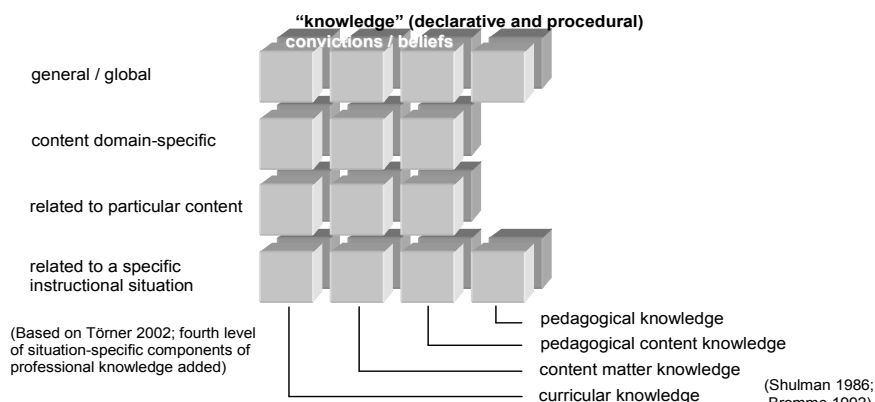 “knowledge” (declarative and procedural)
convictions / beliefs
general / global
content domain-specific
related to particular content
related to a specific
instructional situation
(Based on Törner 2002; fourth level
of situation-specific components of
professional knowledge added)
pedagogical knowledge
pedagogical content knowledge
content matter knowledge
curricular knowledge
(Shulman 1986;
Bromme 1992)